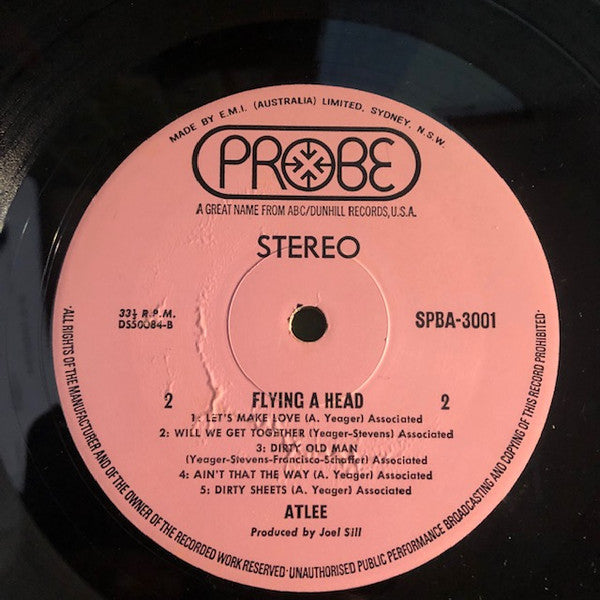 MADE BY E.M.I. (AUSTRALIA) LIMITED, SYDNEY, N.S.W.
PROBE
A GREAT NAME FROM ABC/DUNHILL RECORDS, U.S.A.
STEREO
33⅓ R.P.M.
DS50084-B
SPBA-3001
2 FLYING A HEAD 2
1: LET'S MAKE LOVE (A. Yeager) Associated
2: WILL WE GET TOGETHER (Yeager-Stevens) Associated
3: DIRTY OLD MAN
(Yeager-Stevens-Francisco-Schaffer) Associated
4: AIN'T THAT THE WAY (A. Yeager) Associated
5: DIRTY SHEETS (A. Yeager) Associated
ATLEE
Produced by Joel Sill
·ALL RIGHTS OF THE MANUFACTURER AND OF THE OWNER OF THE RECORDED WORK RESERVED·UNAUTHORISED PUBLIC PERFORMANCE BROADCASTING AND COPYING OF THIS RECORD PROHIBITED·